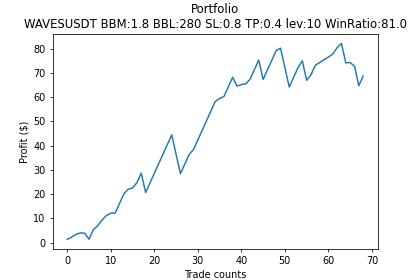 Portfolio
WAVESUSDT BBM:1.8 BBL:280 SL:0.8 TP:0.4 lev:10 WinRatio:81.0
80
70
60
50
40
30
20
10
0
Profit ($)
0 10 20 30 40 50 60 70
Trade counts